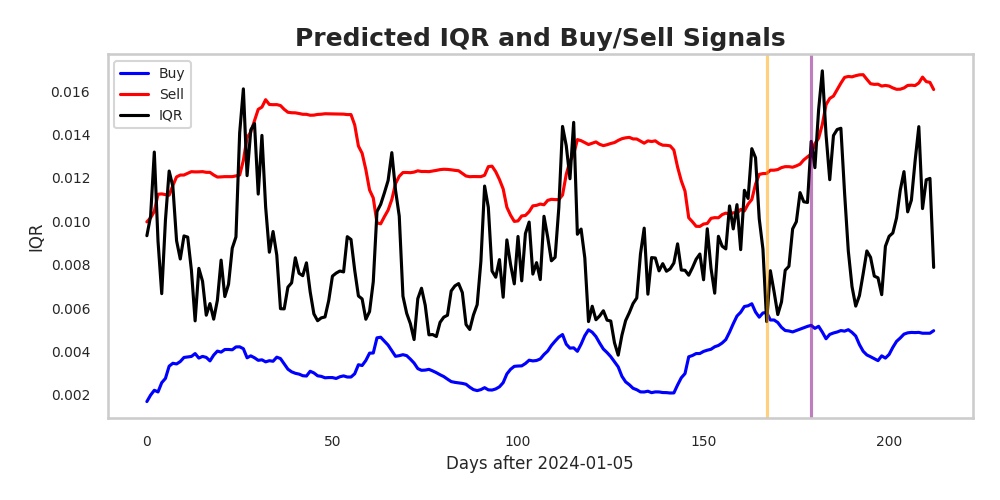 Predicted IQR and Buy/Sell Signals
Buy
Sell
IQR
0.016
0.014
0.012
0.010
0.008
0.006
0.004
0.002
IQR
0
50
100
150
200
Days after 2024-01-05